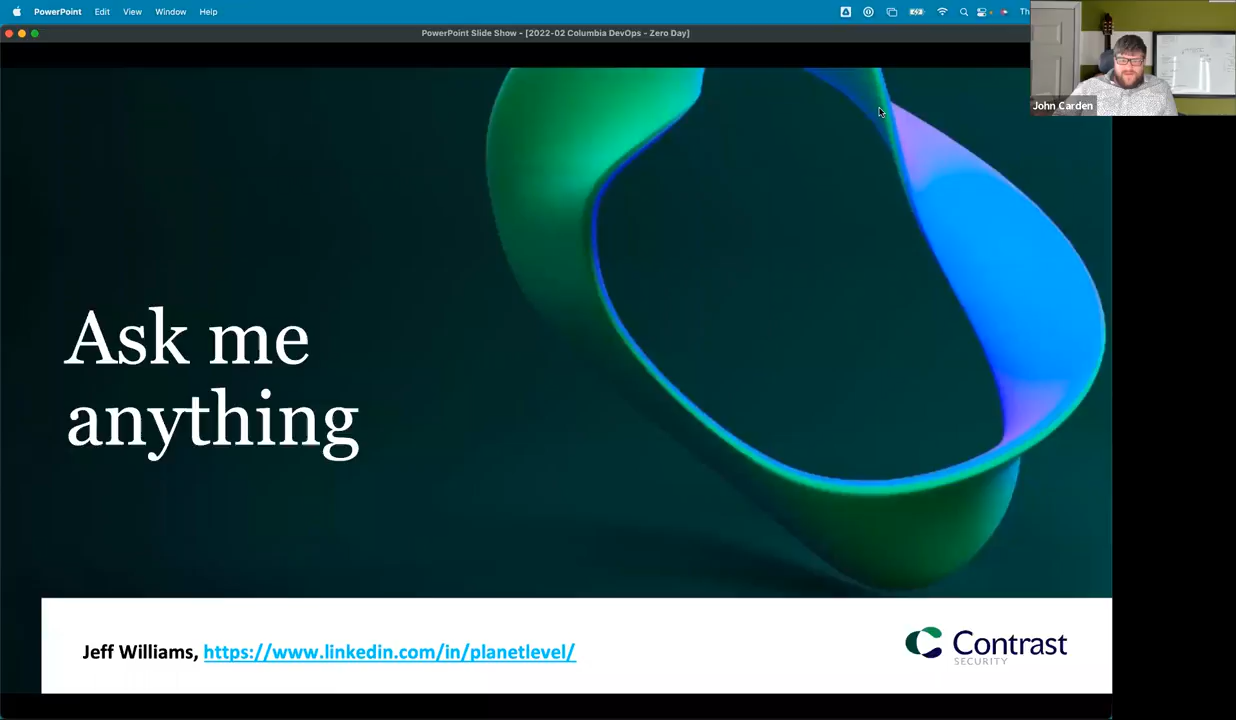 PowerPoint Edit View Window Help
Th
PowerPoint Slide Show - [2022-02 Columbia DevOps - Zero Day]
John Carden
Ask me
anything
Jeff Williams, https://www.linkedin.com/in/planetlevel/
Contrast
SECURITY